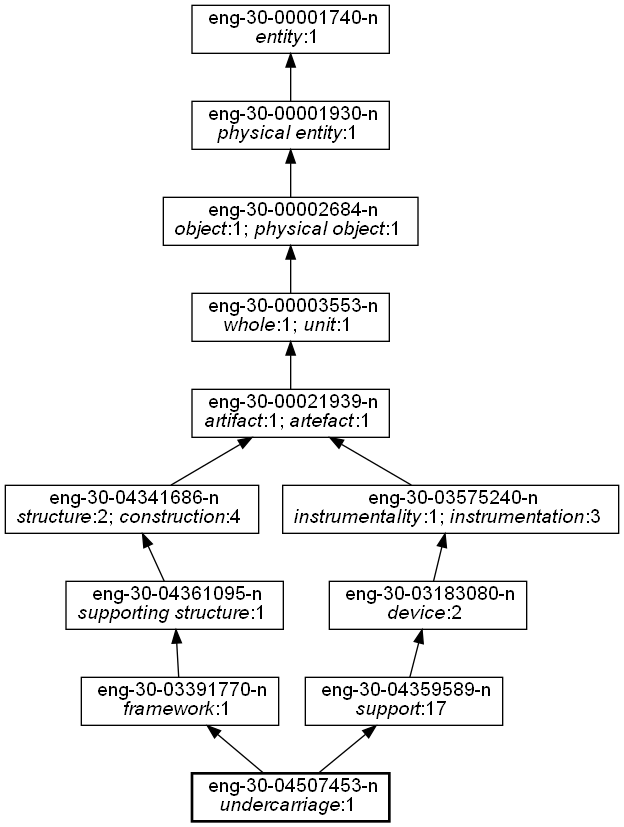 eng-30-00001740-n
entity:1
eng-30-00001930-n
physical entity:1
eng-30-00002684-n
object:1; physical object:1
eng-30-00003553-n
whole:1; unit:1
eng-30-00021939-n
artifact:1; artefact:1
eng-30-04341686-n
structure:2; construction:4
eng-30-03575240-n
instrumentality:1; instrumentation:3
eng-30-04361095-n
supporting structure:1
eng-30-03183080-n
device:2
eng-30-03391770-n
framework:1
eng-30-04359589-n
support:17
eng-30-04507453-n
undercarriage:1